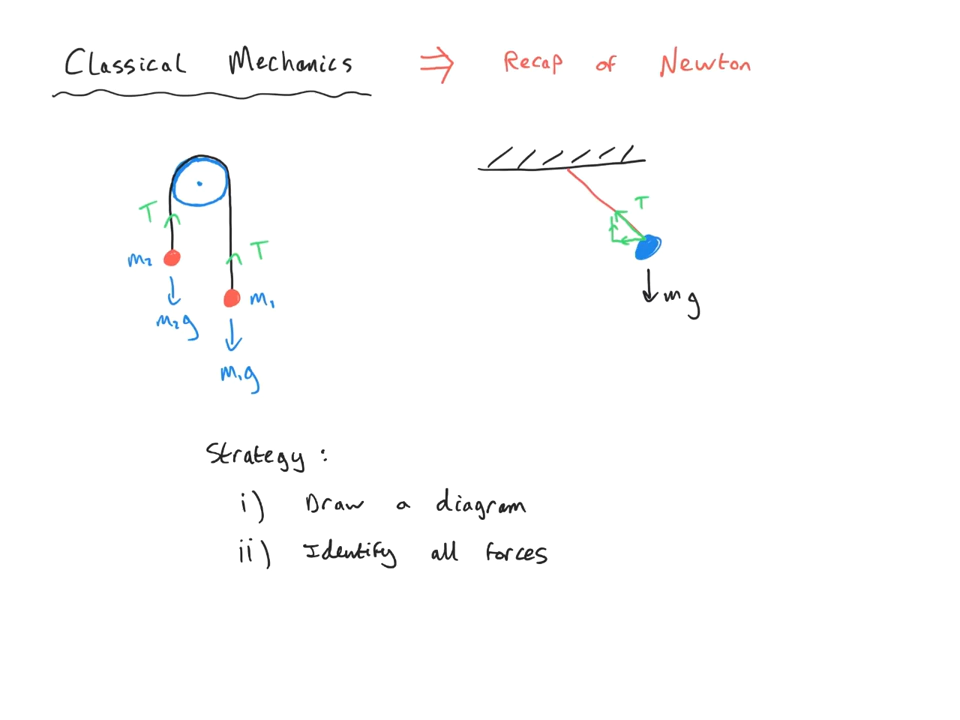 Classical Mechanics ⇒ Recap of Newton
T
T
T
m₂
m₁
m₂g
mg
m₁g
Strategy:
i) Draw a diagram
ii) Identify all forces